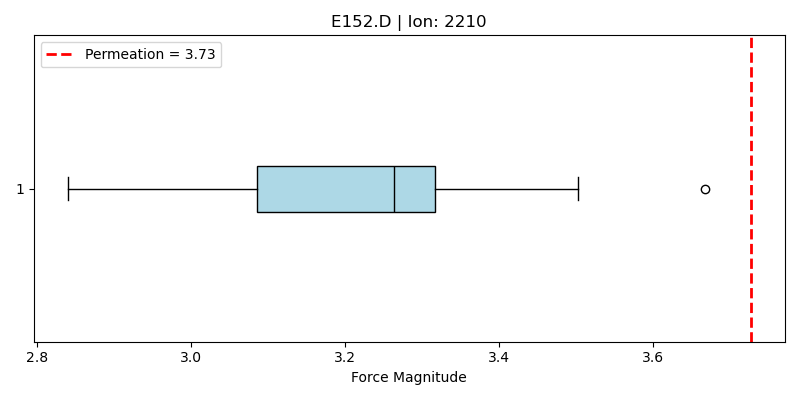 E152.D | Ion: 2210
Permeation = 3.73
1
2.8 3.0 3.2 3.4 3.6
Force Magnitude